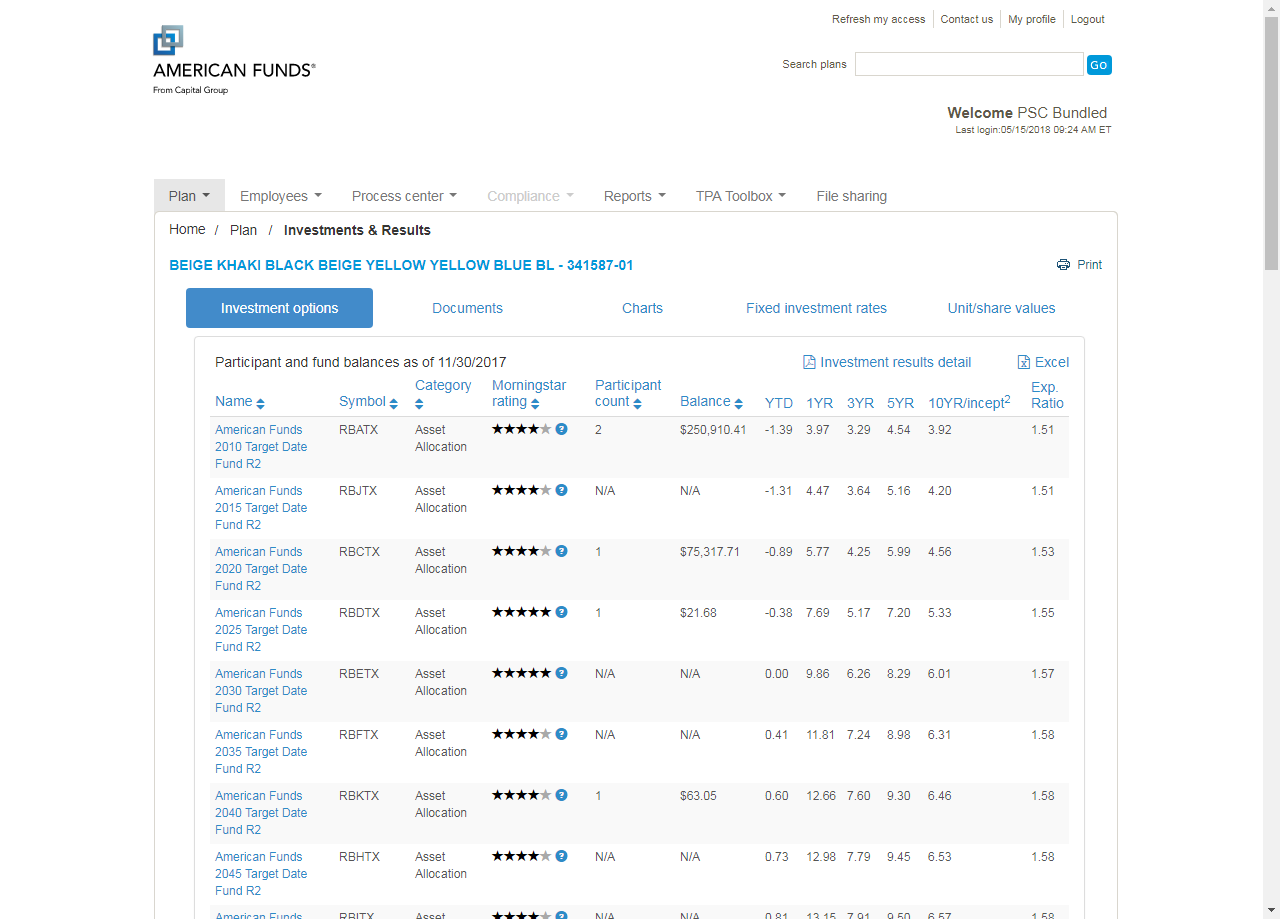 Refresh my access Contact us My profile Logout
AMERICAN FUNDS®
From Capital Group
Search plans Go
Welcome PSC Bundled
Last login:05/15/2018 09:24 AM ET
Plan Employees Process center Compliance Reports TPA Toolbox File sharing
Home / Plan / Investments & Results
BEIGE KHAKI BLACK BEIGE YELLOW YELLOW BLUE BL - 341587-01 Print
Investment options Documents Charts Fixed investment rates Unit/share values
Participant and fund balances as of 11/30/2017 Investment results detail Excel
Category Morningstar Participant Exp.
Name Symbol rating count Balance YTD 1YR 3YR 5YR 10YR/incept2 Ratio
American Funds RBATX Asset ★★★★★ ? 2 $250,910.41 -1.39 3.97 3.29 4.54 3.92 1.51
2010 Target Date Allocation
Fund R2
American Funds RBJTX Asset ★★★★★ ? N/A N/A -1.31 4.47 3.64 5.16 4.20 1.51
2015 Target Date Allocation
Fund R2
American Funds RBCTX Asset ★★★★★ ? 1 $75,317.71 -0.89 5.77 4.25 5.99 4.56 1.53
2020 Target Date Allocation
Fund R2
American Funds RBDTX Asset ★★★★★ ? 1 $21.68 -0.38 7.69 5.17 7.20 5.33 1.55
2025 Target Date Allocation
Fund R2
American Funds RBETX Asset ★★★★★ ? N/A N/A 0.00 9.86 6.26 8.29 6.01 1.57
2030 Target Date Allocation
Fund R2
American Funds RBFTX Asset ★★★★★ ? N/A N/A 0.41 11.81 7.24 8.98 6.31 1.58
2035 Target Date Allocation
Fund R2
American Funds RBKTX Asset ★★★★★ ? 1 $63.05 0.60 12.66 7.60 9.30 6.46 1.58
2040 Target Date Allocation
Fund R2
American Funds RBHTX Asset ★★★★★ ? N/A N/A 0.73 12.98 7.79 9.45 6.53 1.58
2045 Target Date Allocation
Fund R2
American Funds RBITX Asset ★★★★★ ? N/A N/A 0.81 13.15 7.91 9.50 6.57 1.58